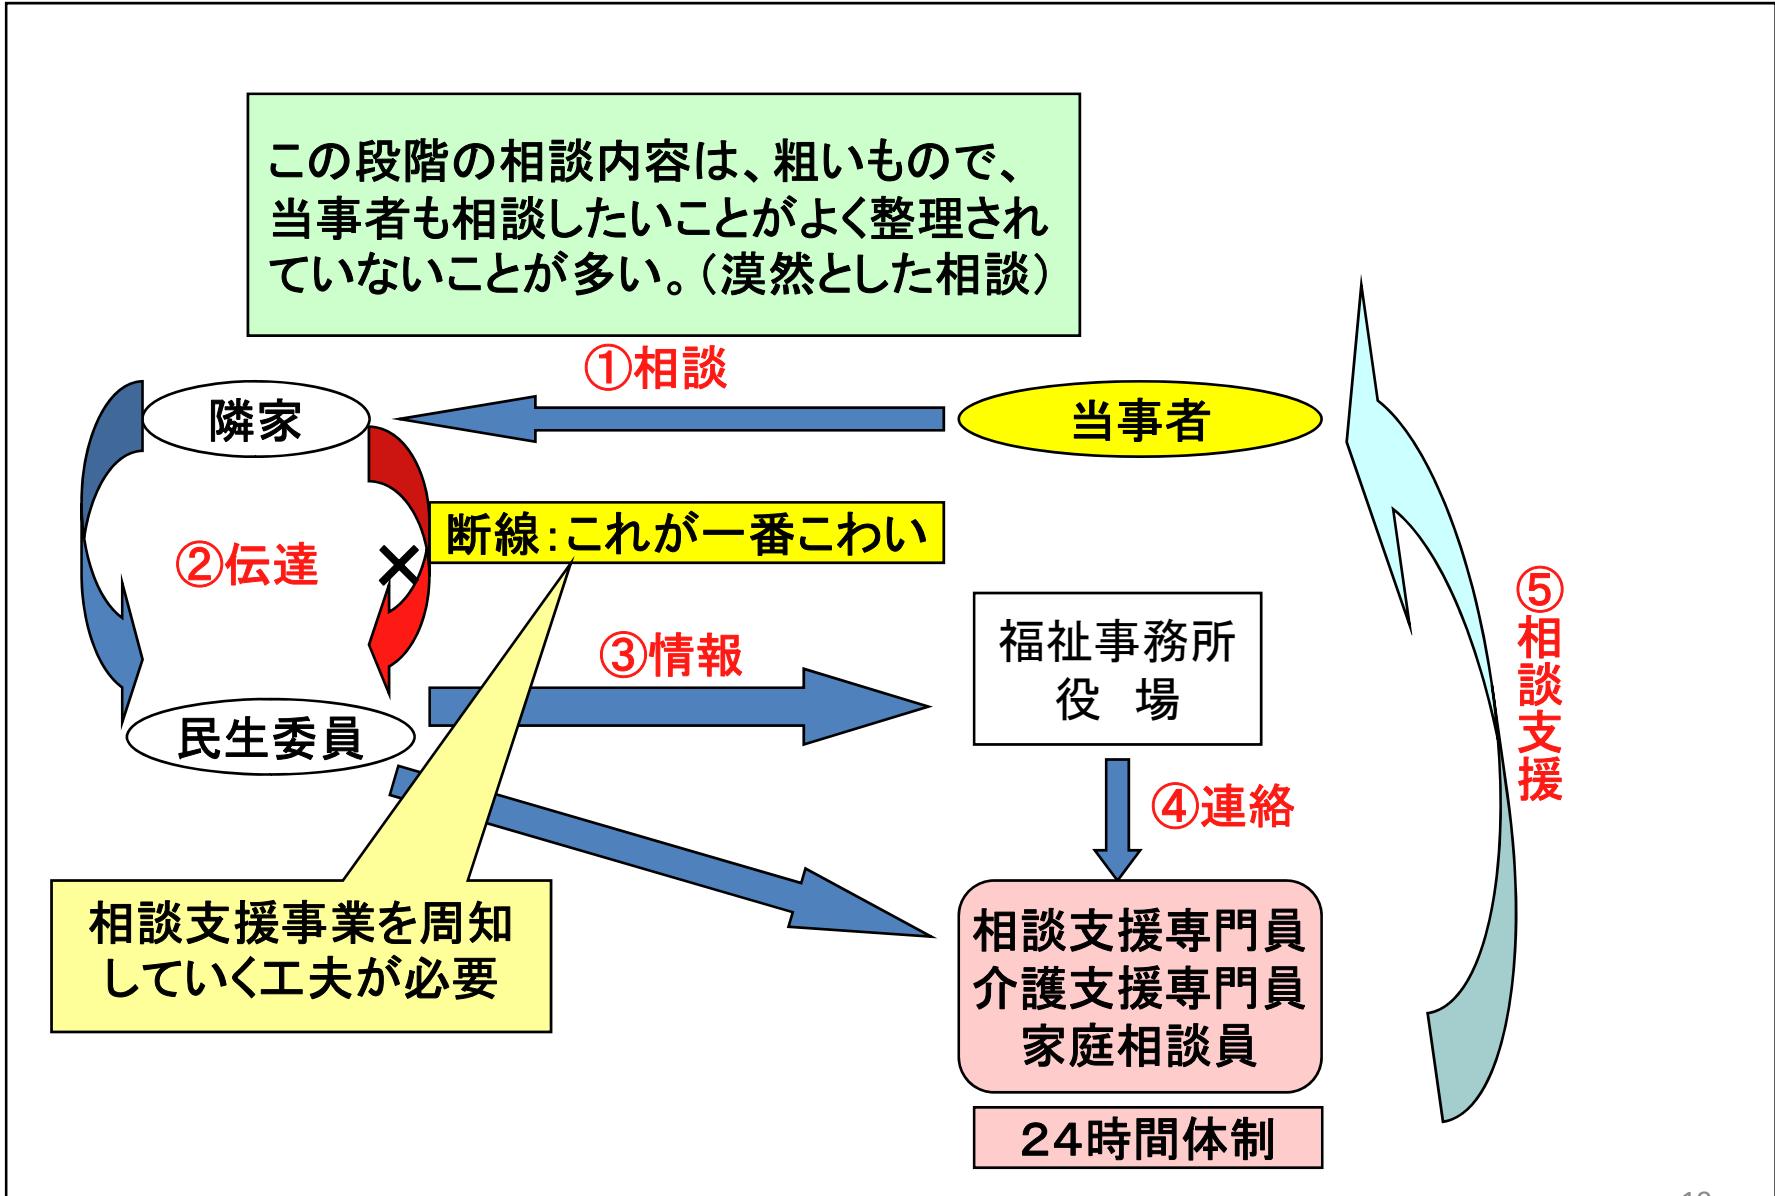 この段階の相談内容は、粗いもので、
当事者も相談したいことがよく整理され
ていないことが多い。（漠然とした相談）
①相談
隣家
当事者
断線：これが一番こわい
②伝達
×
③情報
福祉事務所
役　場
民生委員
④連絡
⑤相談支援
相談支援事業を周知
していく工夫が必要
相談支援専門員
介護支援専門員
家庭相談員
２４時間体制